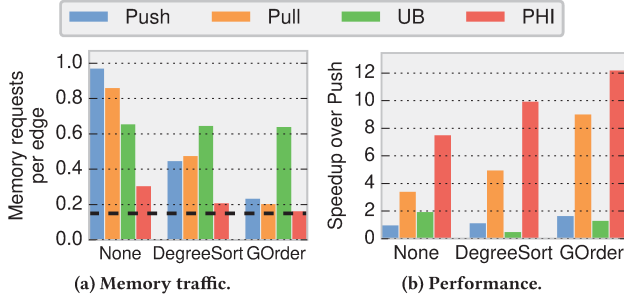 Push Pull UB PHI
Memory requests
per edge
1.0
0.8
0.6
0.4
0.2
0.0
None DegreeSort GOrder
(a) Memory traffic.
Speedup over Push
12
10
8
6
4
2
0
None DegreeSort GOrder
(b) Performance.